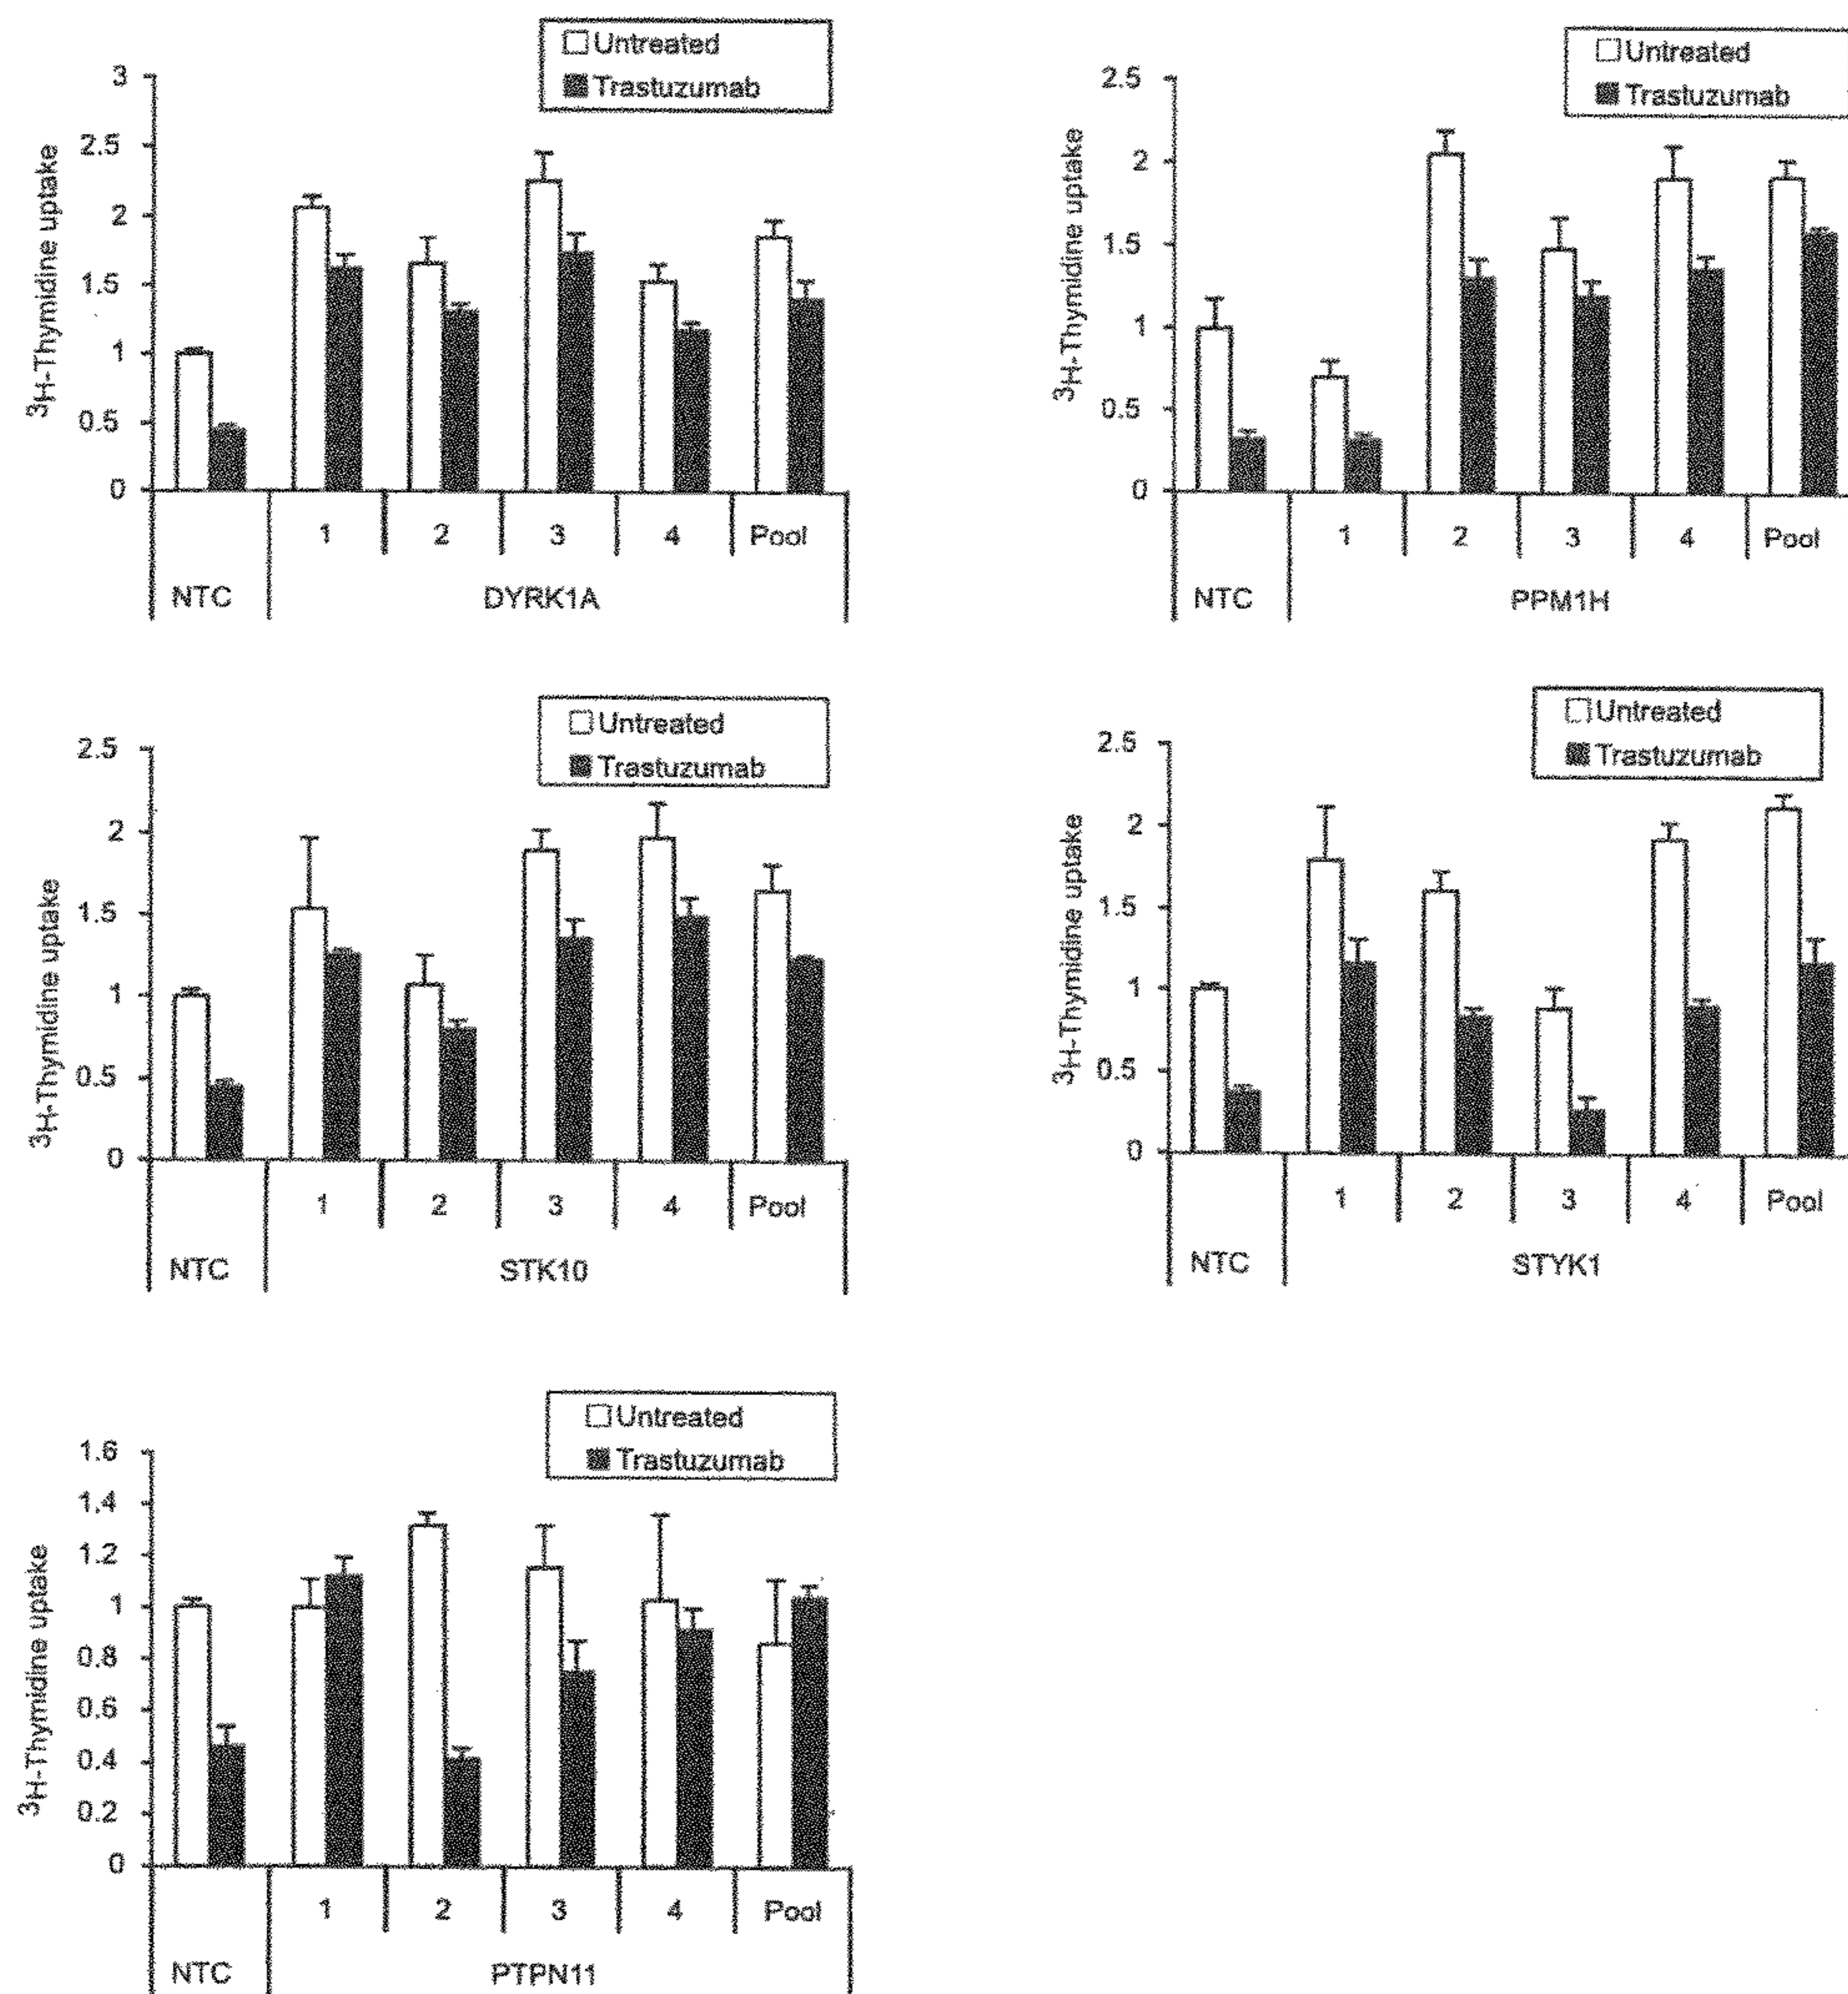 Untreated
Trastuzumab
3
2.5
2
1.5
1
0.5
0
³H-Thymidine uptake
1 2 3 4 Pool
NTC DYRK1A
Untreated
Trastuzumab
2.5
2
1.5
1
0.5
0
³H-Thymidine uptake
1 2 3 4 Pool
NTC PPM1H
Untreated
Trastuzumab
2.5
2
1.5
1
0.5
0
³H-Thymidine uptake
1 2 3 4 Pool
NTC STK10
Untreated
Trastuzumab
2.5
2
1.5
1
0.5
0
³H-Thymidine uptake
1 2 3 4 Pool
NTC STYK1
Untreated
Trastuzumab
1.6
1.4
1.2
1
0.8
0.6
0.4
0.2
0
³H-Thymidine uptake
1 2 3 4 Pool
NTC PTPN11